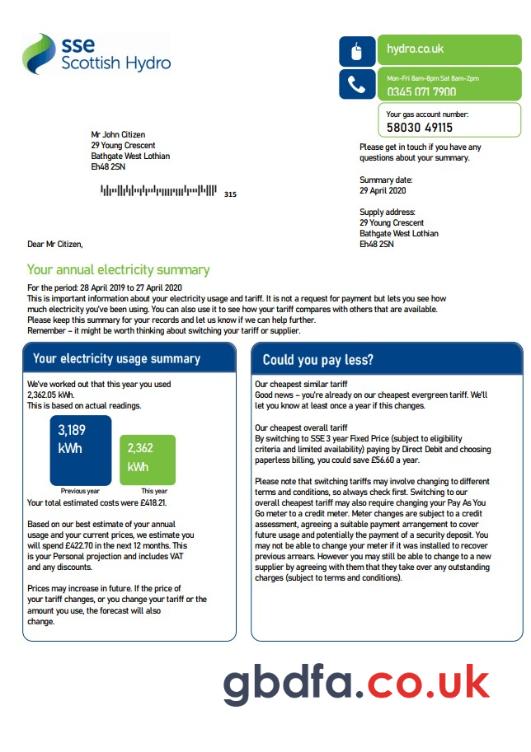 sse
Scottish Hydro
hydro.co.uk
Mon-Fri 8am-8pm Sat 8am-2pm
0345 071 7900
Your gas account number:
58030 49115
Mr John Citizen
29 Young Crescent
Bathgate West Lothian
Eh48 2SN
315
Please get in touch if you have any
questions about your summary.
Summary date:
29 April 2020
Supply address:
29 Young Crescent
Bathgate West Lothian
Eh48 2SN
Dear Mr Citizen,
Your annual electricity summary
For the period: 28 April 2019 to 27 April 2020
This is important information about your electricity usage and tariff. It is not a request for payment but lets you see how
much electricity you've been using. You can also use it to see how your tariff compares with others that are available.
Please keep this summary for your records and let us know if we can help further.
Remember – it might be worth thinking about switching your tariff or supplier.
Your electricity usage summary
We've worked out that this year you used
2,362.05 kWh.
This is based on actual readings.
3,189
kWh
2,362
kWh
Previous year
This year
Your total estimated costs were £418.21.
Based on our best estimate of your annual
usage and your current prices, we estimate you
will spend £422.70 in the next 12 months. This
is your Personal projection and includes VAT
and any discounts.
Prices may increase in future. If the price of
your tariff changes, or you change your tariff or the
amount you use, the forecast will also
change.
Could you pay less?
Our cheapest similar tariff
Good news – you're already on our cheapest evergreen tariff. We'll
let you know at least once a year if this changes.
Our cheapest overall tariff
By switching to SSE 3 year Fixed Price (subject to eligibility
criteria and limited availability) paying by Direct Debit and choosing
paperless billing, you could save £56.60 a year.
Please note that switching tariffs may involve changing to different
terms and conditions, so always check first. Switching to our
overall cheapest tariff may also require changing your Pay As You
Go meter to a credit meter. Meter changes are subject to a credit
assessment, agreeing a suitable payment arrangement to cover
future usage and potentially the payment of a security deposit. You
may not be able to change your meter if it was installed to recover
previous arrears. However you may still be able to change to a new
supplier by agreeing with them that they take over any outstanding
charges (subject to terms and conditions).
gbdfa.co.uk